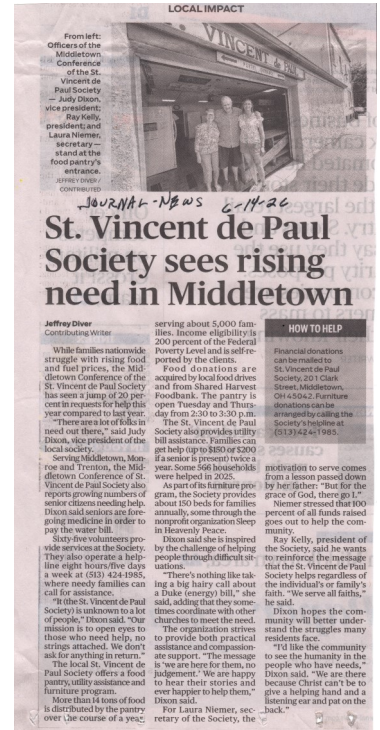 LOCAL IMPACT
From left:
Officers of the
Middletown
Conference
of the St.
Vincent de
Paul Society
— Judy Dixon,
vice president;
Ray Kelly,
president; and
Laura Niemer,
secretary —
stand at the
food pantry's
entrance.
JEFFREY DIVER /
CONTRIBUTED
VINCENT de PAUL
JOURNAL-NEWS 6-14-26
St. Vincent de Paul
Society sees rising
need in Middletown
Jeffrey Diver
Contributing Writer
While families nationwide
struggle with rising food
and fuel prices, the Mid-
dletown Conference of the
St. Vincent de Paul Society
has seen a jump of 20 per-
cent in requests for help this
year compared to last year.
"There are a lot of folks in
need out there," said Judy
Dixon, vice president of the
local society.
Serving Middletown, Mon-
roe and Trenton, the Mid-
dletown Conference of St.
Vincent de Paul Society also
reports growing numbers of
senior citizens needing help.
Dixon said seniors are fore-
going medicine in order to
pay the water bill.
Sixty-five volunteers pro-
vide services at the Society.
They also operate a help-
line eight hours/five days
a week at (513) 424-1985,
where needy families can
call for assistance.
"It (the St. Vincent de Paul
Society) is unknown to a lot
of people," Dixon said. "Our
mission is to open eyes to
those who need help, no
strings attached. We don't
ask for anything in return."
The local St. Vincent de
Paul Society offers a food
pantry, utility assistance and
furniture program.
More than 14 tons of food
is distributed by the pantry
over the course of a year,
serving about 5,000 fam-
ilies. Income eligibility is
200 percent of the Federal
Poverty Level and is self-re-
ported by the clients.
Food donations are
acquired by local food drives
and from Shared Harvest
Foodbank. The pantry is
open Tuesday and Thurs-
day from 2:30 to 3:30 p.m.
The St. Vincent de Paul
Society also provides utility
bill assistance. Families can
get help (up to $150 or $200
if a senior is present) twice a
year. Some 566 households
were helped in 2025.
As part of its furniture pro-
gram, the Society provides
about 150 beds for families
annually, some through the
nonprofit organization Sleep
in Heavenly Peace.
Dixon said she is inspired
by the challenge of helping
people through difficult sit-
uations.
"There's nothing like tak-
ing a big hairy call about
a Duke (energy) bill," she
said, adding that they some-
times coordinate with other
churches to meet the need.
The organization strives
to provide both practical
assistance and compassion-
ate support. "The message
is 'we are here for them, no
judgement.' We are happy
to hear their stories and
ever happier to help them,"
Dixon said.
For Laura Niemer, sec-
retary of the Society, the
HOW TO HELP
Financial donations
can be mailed to
St. Vincent de Paul
Society, 201 Clark
Street, Middletown,
OH 45042. Furniture
donations can be
arranged by calling the
Society's helpline at
(513) 424-1985.
motivation to serve comes
from a lesson passed down
by her father: "But for the
grace of God, there go I."
Niemer stressed that 100
percent of all funds raised
goes out to help the com-
munity.
Ray Kelly, president of
the Society, said he wants
to reinforce the message
that the St. Vincent de Paul
Society helps regardless of
the individual's or family's
faith. "We serve all faiths,"
he said.
Dixon hopes the com-
munity will better under-
stand the struggles many
residents face.
"I'd like the community
to see the humanity in the
people who have needs,"
Dixon said. "We are there
because Christ can't be to
give a helping hand and a
listening ear and pat on the
back."